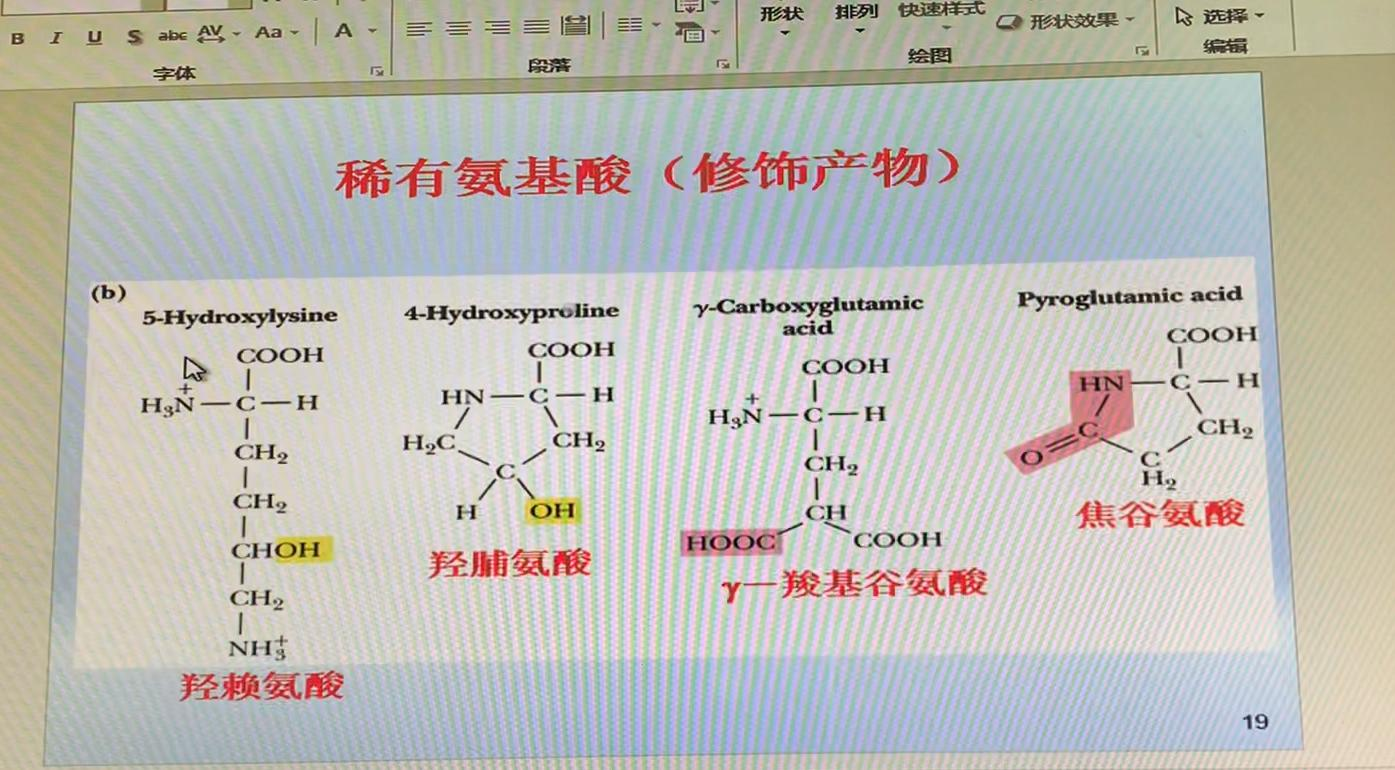 B I U S abc AV Aa A
形状 排列 快速样式 形状效果 选择
字体 段落 绘图 编辑
稀有氨基酸（修饰产物）
(b)
5-Hydroxylysine
COOH
H₃N⁺—C—H
CH₂
CH₂
CHOH
CH₂
NH₃⁺
羟赖氨酸
4-Hydroxyproline
COOH
HN—C—H
H₂C CH₂
C
H OH
羟脯氨酸
γ-Carboxyglutamic
acid
COOH
H₃N⁺—C—H
CH₂
CH
HOOC COOH
γ—羧基谷氨酸
Pyroglutamic acid
COOH
HN—C—H
C CH₂
O C
H₂
焦谷氨酸
19